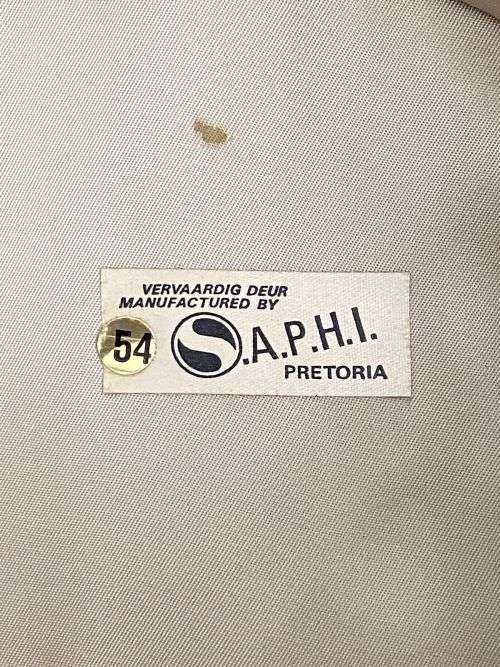 VERVAARDIG DEUR
MANUFACTURED BY
54
S.A.P.H.I.
PRETORIA